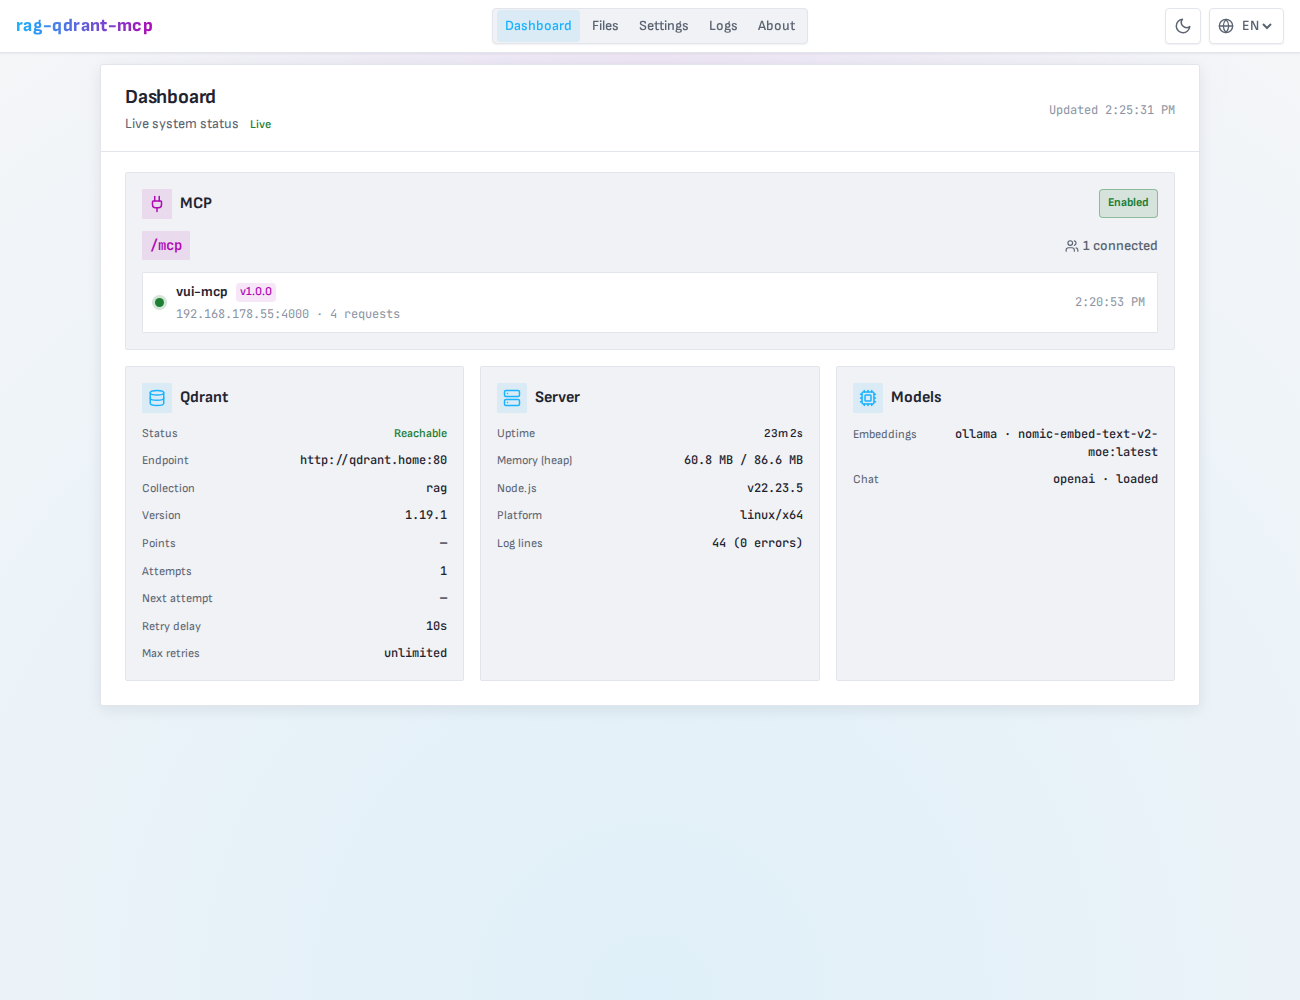 rag-qdrant-mcp
Dashboard Files Settings Logs About
EN
Dashboard
Live system status Live
Updated 2:25:31 PM
MCP
Enabled
/mcp
1 connected
vui-mcp v1.0.0
192.168.178.55:4000 · 4 requests
2:20:53 PM
Qdrant
Status Reachable
Endpoint http://qdrant.home:80
Collection rag
Version 1.19.1
Points —
Attempts 1
Next attempt —
Retry delay 10s
Max retries unlimited
Server
Uptime 23m 2s
Memory (heap) 60.8 MB / 86.6 MB
Node.js v22.23.5
Platform linux/x64
Log lines 44 (0 errors)
Models
Embeddings ollama · nomic-embed-text-v2-
moe:latest
Chat openai · loaded